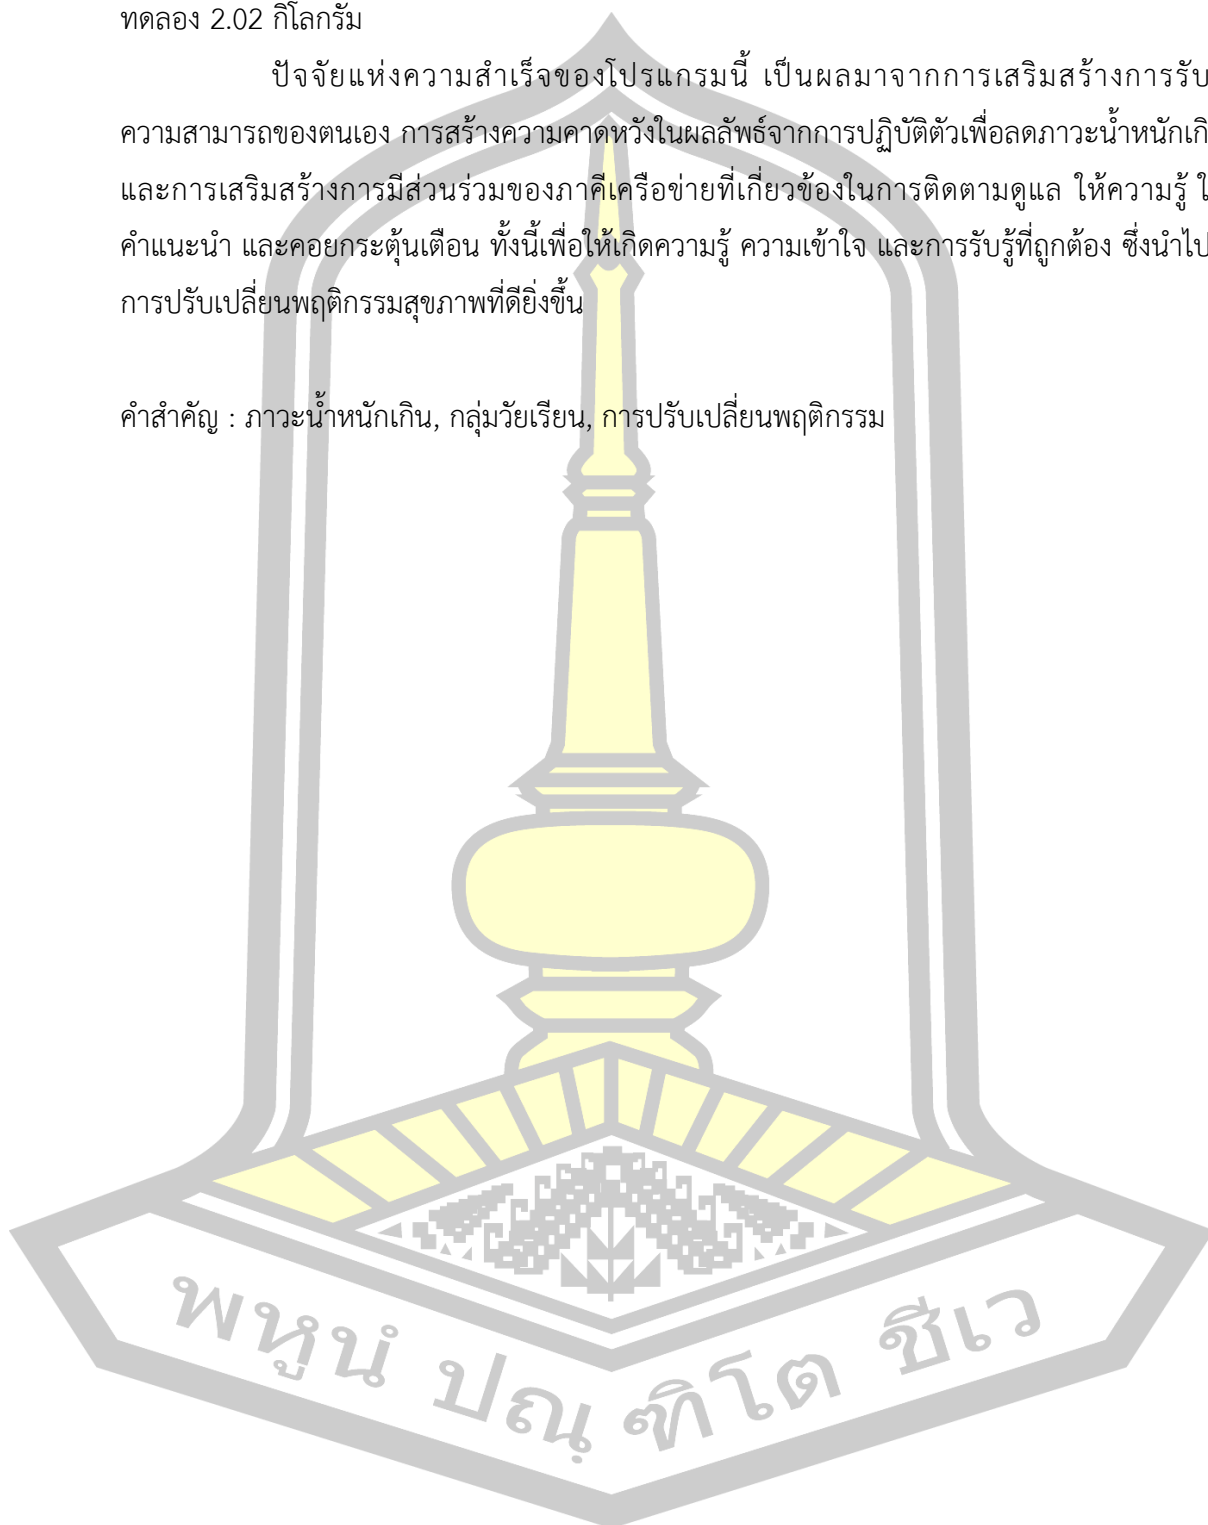 ทดลอง 2.02 กิโลกรัม
ปัจจัยแห่งความสำเร็จของโปรแกรมนี้ เป็นผลมาจากการเสริมสร้างการรับ
ความสามารถของตนเอง การสร้างความคาดหวังในผลลัพธ์จากการปฏิบัติตัวเพื่อลดภาวะน้ำหนักเกิ
และการเสริมสร้างการมีส่วนร่วมของภาคีเครือข่ายที่เกี่ยวข้องในการติดตามดูแล ให้ความรู้ ใ
คำแนะนำ และคอยกระตุ้นเตือน ทั้งนี้เพื่อให้เกิดความรู้ ความเข้าใจ และการรับรู้ที่ถูกต้อง ซึ่งนำไป
การปรับเปลี่ยนพฤติกรรมสุขภาพที่ดียิ่งขึ้น
คำสำคัญ : ภาวะน้ำหนักเกิน, กลุ่มวัยเรียน, การปรับเปลี่ยนพฤติกรรม
พหูนํ ปณฺฑิโต ชีเว